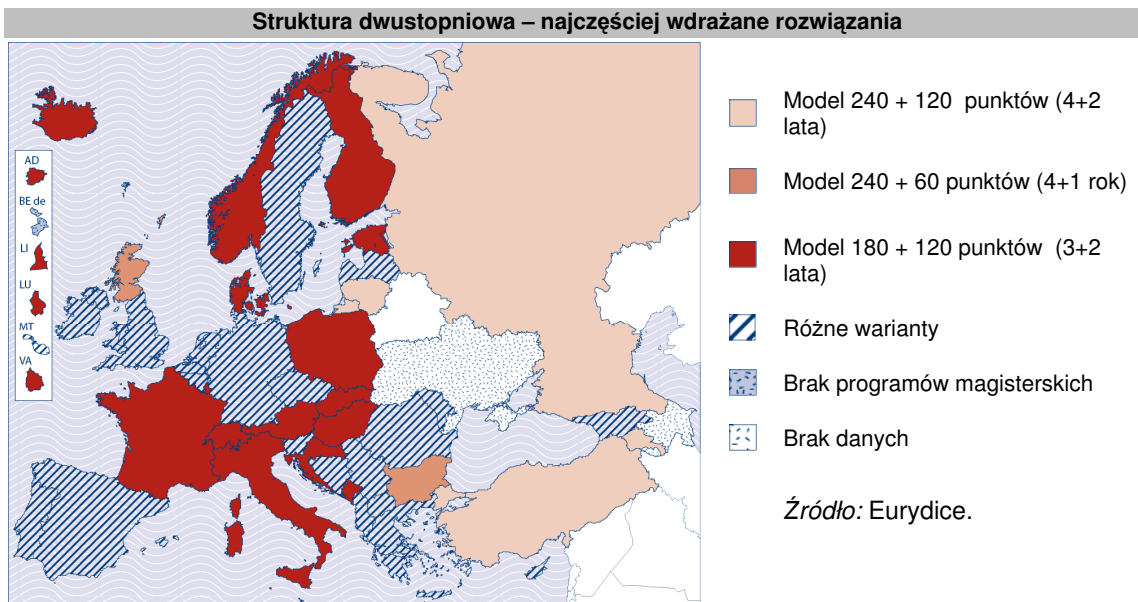 Struktura dwustopniowa – najczęściej wdrażane rozwiązania
AD
BE de
LI
LU
MT
VA
Model 240 + 120 punktów (4+2
lata)
Model 240 + 60 punktów (4+1 rok)
Model 180 + 120 punktów (3+2
lata)
Różne warianty
Brak programów magisterskich
Brak danych
Źródło: Eurydice.